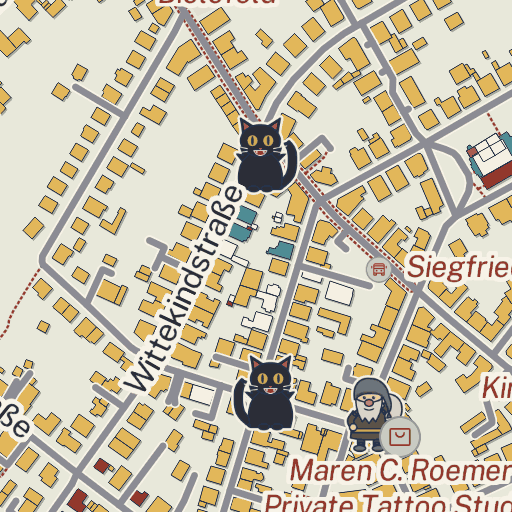 Wittekindstraße
Siegfried
Maren C. Roemer
Private Tattoo Stu